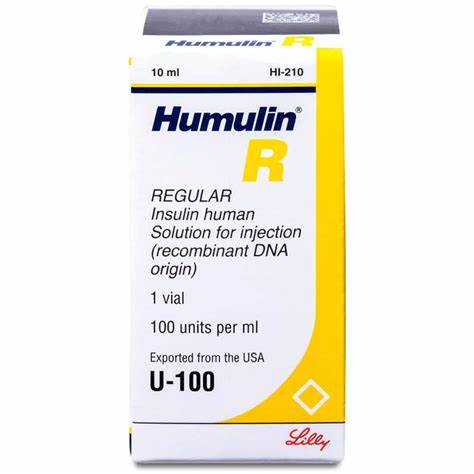 10 ml HI-210
Humulin®
R
REGULAR
Insulin human
Solution for injection
(recombinant DNA
origin)
1 vial
100 units per ml
Exported from the USA
U-100
Lilly